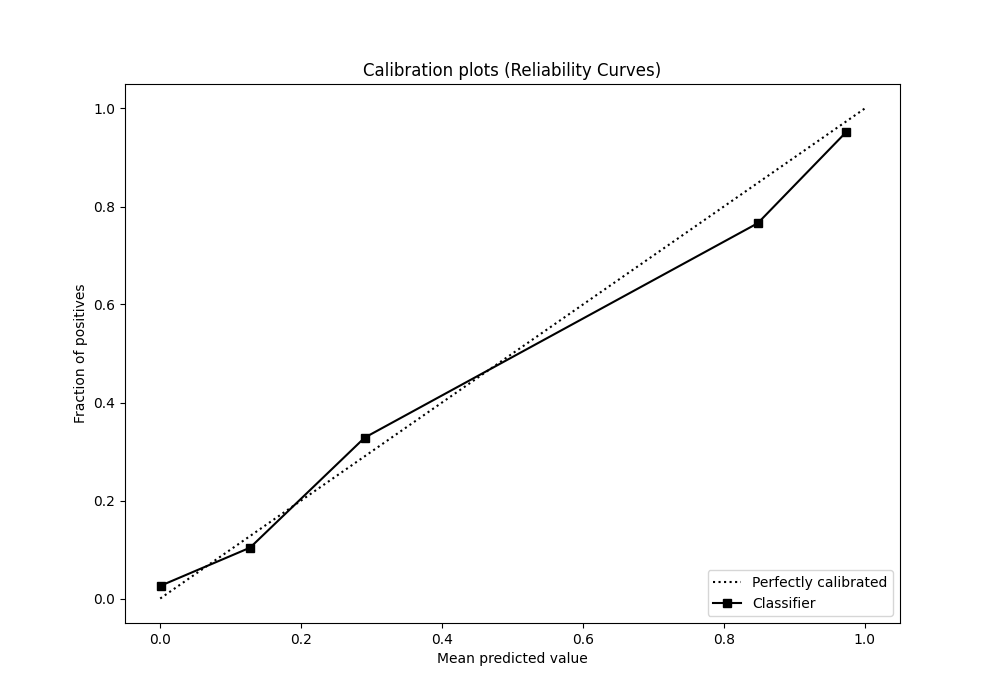 Calibration plots (Reliability Curves)
1.0
0.8
0.6
0.4
0.2
0.0
Fraction of positives
0.0 0.2 0.4 0.6 0.8 1.0
Mean predicted value
Perfectly calibrated
Classifier